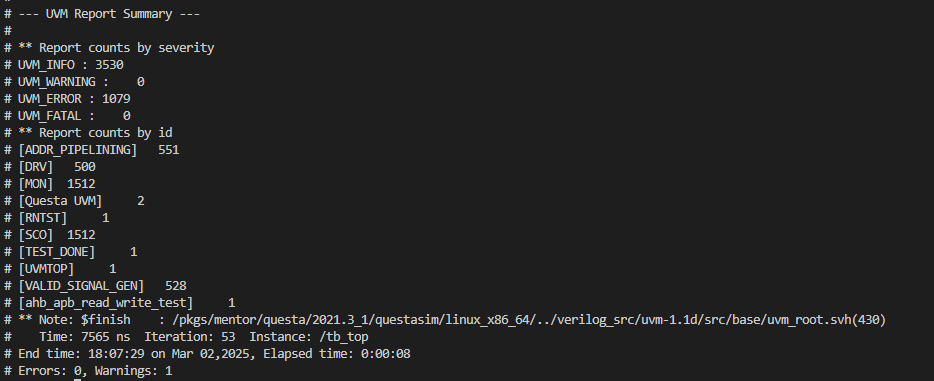 #
# --- UVM Report Summary ---
#
# ** Report counts by severity
# UVM_INFO : 3530
# UVM_WARNING :    0
# UVM_ERROR : 1079
# UVM_FATAL :    0
# ** Report counts by id
# [ADDR_PIPELINING]   551
# [DRV]   500
# [MON]  1512
# [Questa UVM]     2
# [RNTST]     1
# [SCO]  1512
# [TEST_DONE]     1
# [UVMTOP]     1
# [VALID_SIGNAL_GEN]   528
# [ahb_apb_read_write_test]     1
# ** Note: $finish    : /pkgs/mentor/questa/2021.3_1/questasim/linux_x86_64/../verilog_src/uvm-1.1d/src/base/uvm_root.svh(430)
#    Time: 7565 ns  Iteration: 53  Instance: /tb_top
# End time: 18:07:29 on Mar 02,2025, Elapsed time: 0:00:08
# Errors: 0, Warnings: 1